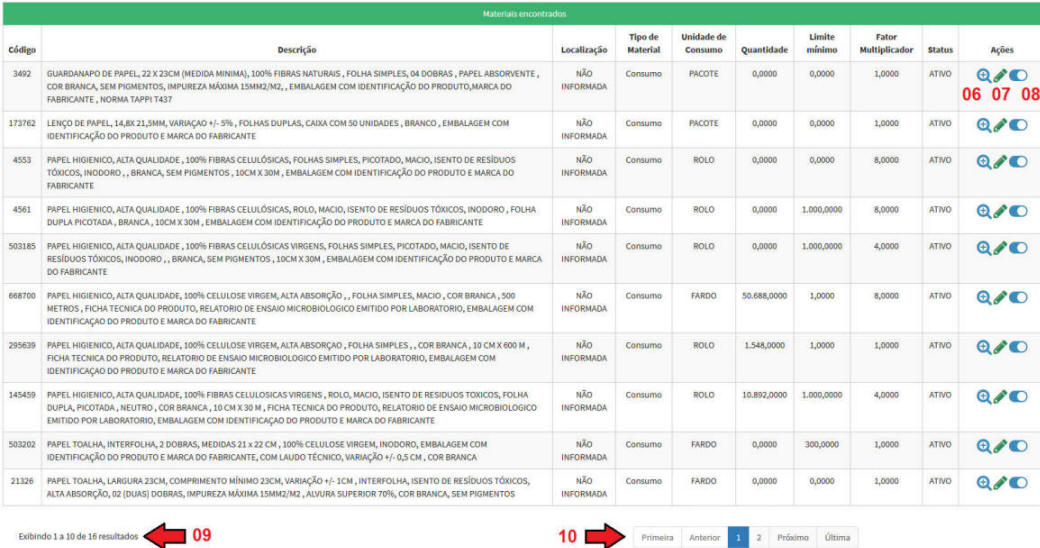 Materiais encontrados
Código Descrição Localização Tipo de Material Unidade de Consumo Quantidade Limite mínimo Fator Multiplicador Status Ações
3492 GUARDANAPO DE PAPEL, 22 X 23CM (MEDIDA MINIMA), 100% FIBRAS NATURAIS , FOLHA SIMPLES, 04 DOBRAS , PAPEL ABSORVENTE , NÃO Consumo PACOTE 0,0000 0,0000 1,0000 ATIVO
COR BRANCA, SEM PIGMENTOS, IMPUREZA MÁXIMA 15MM2/M2, , EMBALAGEM COM IDENTIFICAÇÃO DO PRODUTO,MARCA DO INFORMADA 06 07 08
FABRICANTE , NORMA TAPPI T437
173762 LENÇO DE PAPEL, 14,8X 21,5MM, VARIAÇAO +/- 5% , FOLHAS DUPLAS, CAIXA COM 50 UNIDADES , BRANCO , EMBALAGEM COM NÃO Consumo PACOTE 0,0000 0,0000 1,0000 ATIVO
IDENTIFICAÇÃO DO PRODUTO E MARCA DO FABRICANTE INFORMADA
4553 PAPEL HIGIENICO, ALTA QUALIDADE , 100% FIBRAS CELULÓSICAS, FOLHAS SIMPLES, PICOTADO, MACIO, ISENTO DE RESÍDUOS NÃO Consumo ROLO 0,0000 0,0000 8,0000 ATIVO
TÓXICOS, INODORO , , BRANCA, SEM PIGMENTOS , 10CM X 30M , EMBALAGEM COM IDENTIFICAÇÃO DO PRODUTO E MARCA DO INFORMADA
FABRICANTE
4561 PAPEL HIGIENICO, ALTA QUALIDADE , 100% FIBRAS CELULÓSICAS, ROLO, MACIO, ISENTO DE RESÍDUOS TÓXICOS, INODORO , FOLHA NÃO Consumo ROLO 0,0000 1.000,0000 8,0000 ATIVO
DUPLA PICOTADA , BRANCA , 10CM X 30M , EMBALAGEM COM IDENTIFICAÇÃO DO PRODUTO E MARCA DO FABRICANTE INFORMADA
503185 PAPEL HIGIENICO, ALTA QUALIDADE , 100% FIBRAS CELULÓSICAS VIRGENS, FOLHAS SIMPLES, PICOTADO, MACIO, ISENTO DE NÃO Consumo ROLO 0,0000 1.000,0000 4,0000 ATIVO
RESÍDUOS TÓXICOS, INODORO , , BRANCA, SEM PIGMENTOS , 10CM X 30M , EMBALAGEM COM IDENTIFICAÇÃO DO PRODUTO E MARCA INFORMADA
DO FABRICANTE
668700 PAPEL HIGIENICO, ALTA QUALIDADE, 100% CELULOSE VIRGEM, ALTA ABSORÇÃO , , FOLHA SIMPLES, MACIO , COR BRANCA , 500 NÃO Consumo FARDO 50.688,0000 1,0000 8,0000 ATIVO
METROS , FICHA TECNICA DO PRODUTO, RELATORIO DE ENSAIO MICROBIOLOGICO EMITIDO POR LABORATORIO, EMBALAGEM COM INFORMADA
IDENTIFICAÇAO DO PRODUTO E MARCA DO FABRICANTE
295639 PAPEL HIGIENICO, ALTA QUALIDADE, 100% CELULOSE VIRGEM, ALTA ABSORÇAO , FOLHA SIMPLES , , COR BRANCA , 10 CM X 600 M , NÃO Consumo ROLO 1.548,0000 1,0000 1,0000 ATIVO
FICHA TECNICA DO PRODUTO, RELATORIO DE ENSAIO MICROBIOLOGICO EMITIDO POR LABORATORIO, EMBALAGEM COM INFORMADA
IDENTIFICAÇAO DO PRODUTO E MARCA DO FABRICANTE
145459 PAPEL HIGIENICO, ALTA QUALIDADE, 100% FIBRAS CELULOSICAS VIRGENS , ROLO, MACIO, ISENTO DE RESIDUOS TOXICOS, FOLHA NÃO Consumo ROLO 10.892,0000 1.000,0000 4,0000 ATIVO
DUPLA, PICOTADA , NEUTRO , COR BRANCA , 10 CM X 30 M , FICHA TECNICA DO PRODUTO, RELATORIO DE ENSAIO MICROBIOLOGICO INFORMADA
EMITIDO POR LABORATORIO, EMBALAGEM COM IDENTIFICAÇAO DO PRODUTO E MARCA DO FABRICANTE
503202 PAPEL TOALHA, INTERFOLHA, 2 DOBRAS, MEDIDAS 21 x 22 CM , 100% CELULOSE VIRGEM, INODORO, EMBALAGEM COM NÃO Consumo FARDO 0,0000 300,0000 1,0000 ATIVO
IDENTIFICAÇÃO DO PRODUTO E MARCA DO FABRICANTE, COM LAUDO TÉCNICO, VARIAÇÃO +/- 0,5 CM , COR BRANCA INFORMADA
21326 PAPEL TOALHA, LARGURA 23CM, COMPRIMENTO MÍNIMO 23CM, VARIAÇÃO +/- 1CM , INTERFOLHA, ISENTO DE RESÍDUOS TÓXICOS, NÃO Consumo FARDO 0,0000 0,0000 1,0000 ATIVO
ALTA ABSORÇÃO, 02 (DUAS) DOBRAS, IMPUREZA MÁXIMA 15MM2/M2 , ALVURA SUPERIOR 70%, COR BRANCA, SEM PIGMENTOS INFORMADA
Exibindo 1 a 10 de 16 resultados 09 10 Primeira Anterior 1 2 Próximo Última